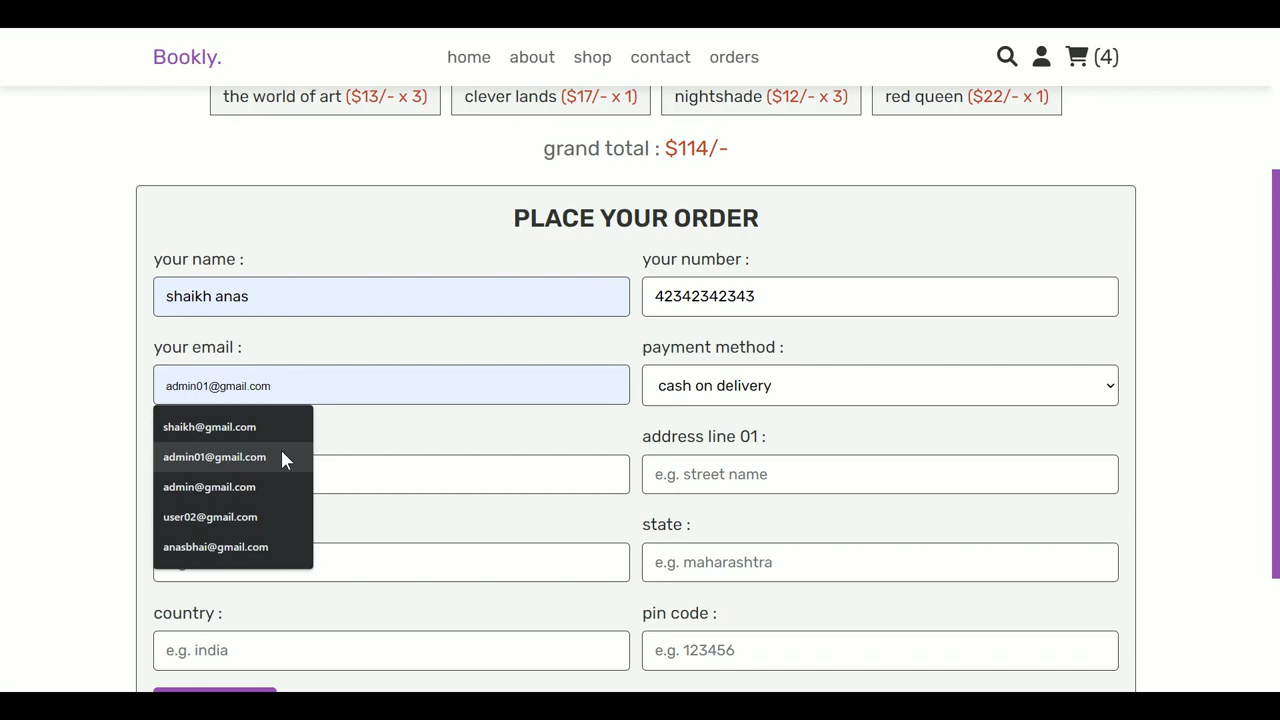 Bookly.
home about shop contact orders
(4)
the world of art ($13/- x 3) clever lands ($17/- x 1) nightshade ($12/- x 3) red queen ($22/- x 1)
grand total : $114/-
PLACE YOUR ORDER
your name : your number :
shaikh anas 42342342343
your email : payment method :
admin01@gmail.com cash on delivery
shaikh@gmail.com
admin01@gmail.com
admin@gmail.com
user02@gmail.com
anasbhai@gmail.com
address line 01 :
e.g. street name
state :
e.g. maharashtra
country : pin code :
e.g. india e.g. 123456